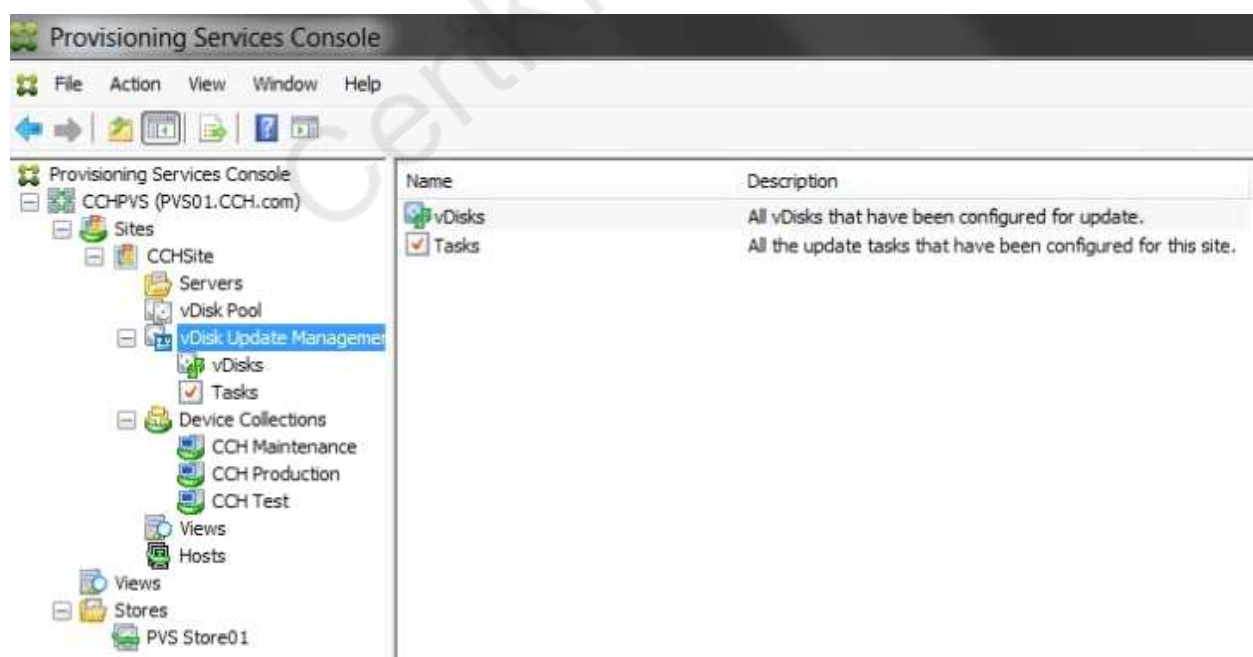 Provisioning Services Console
File Action View Window Help
Provisioning Services Console
CCHPVS (PVS01.CCH.com)
Sites
CCHSite
Servers
vDisk Pool
vDisk Update Managemen
vDisks
Tasks
Device Collections
CCH Maintenance
CCH Production
CCH Test
Views
Hosts
Views
Stores
PVS Store01
Name Description
vDisks All vDisks that have been configured for update.
Tasks All the update tasks that have been configured for this site.